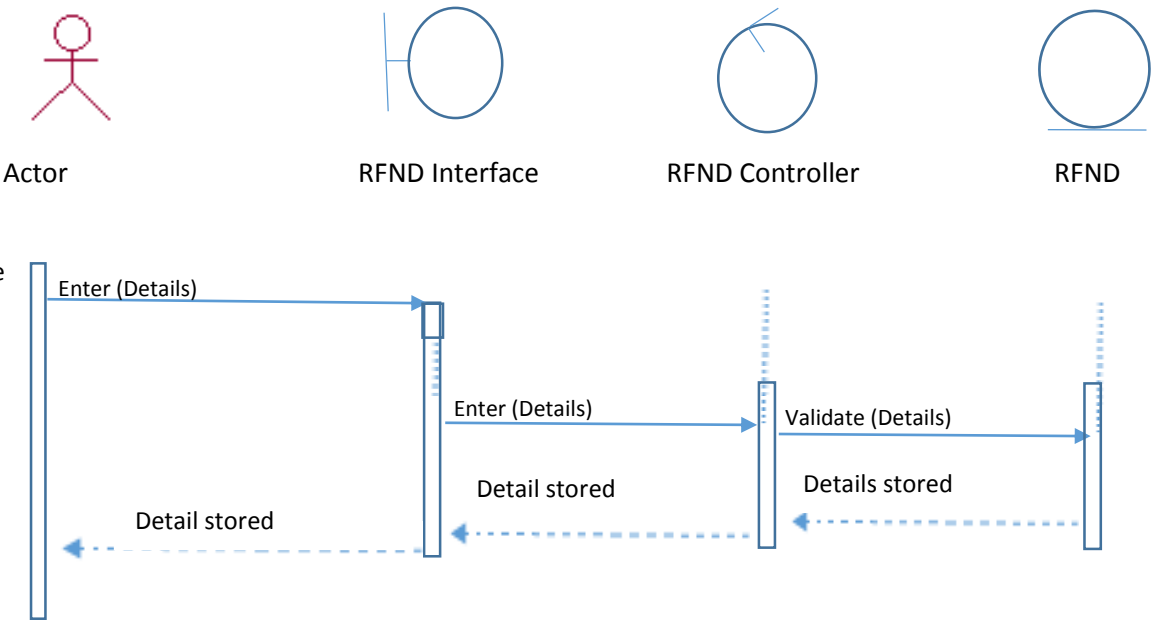 Actor
RFND Interface
RFND Controller
RFND
e
Enter (Details)
Enter (Details)
Validate (Details)
Detail stored
Details stored
Detail stored